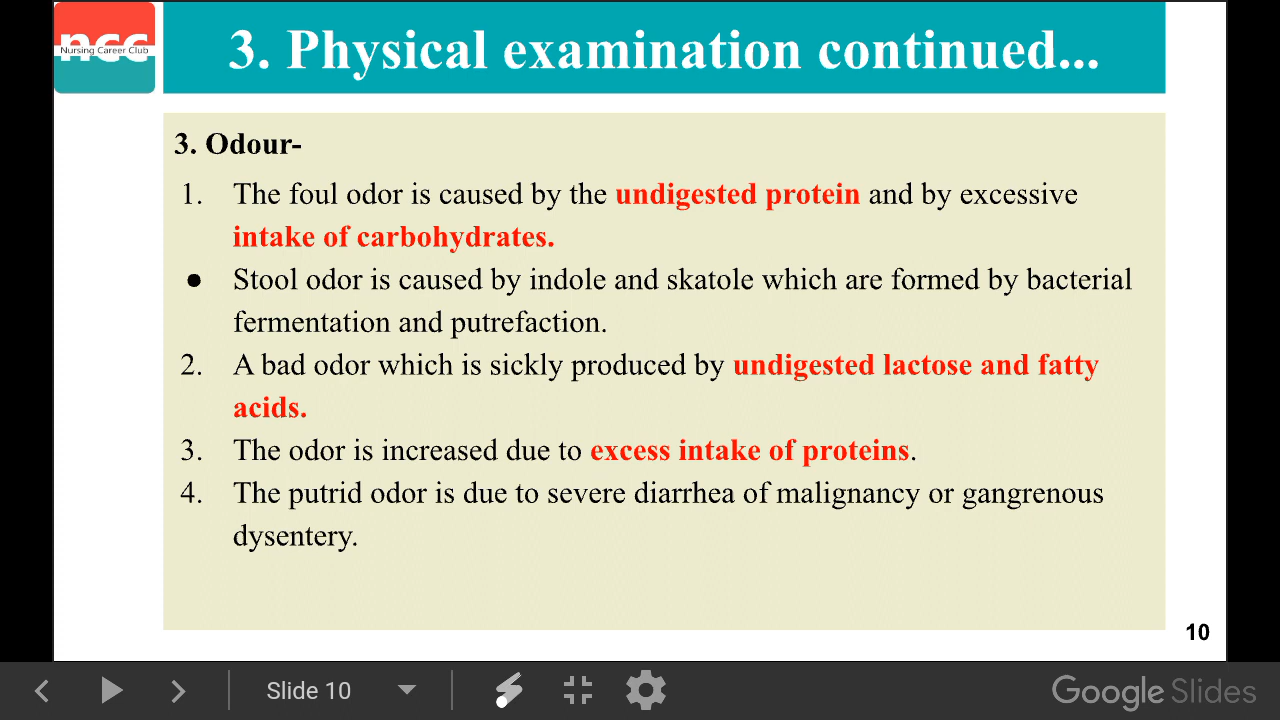 Nursing Career Club
ncc
3. Physical examination continued...
3. Odour-
1. The foul odor is caused by the undigested protein and by excessive
intake of carbohydrates.
● Stool odor is caused by indole and skatole which are formed by bacterial
fermentation and putrefaction.
2. A bad odor which is sickly produced by undigested lactose and fatty
acids.
3. The odor is increased due to excess intake of proteins.
4. The putrid odor is due to severe diarrhea of malignancy or gangrenous
dysentery.
10
Slide 10
Google Slides